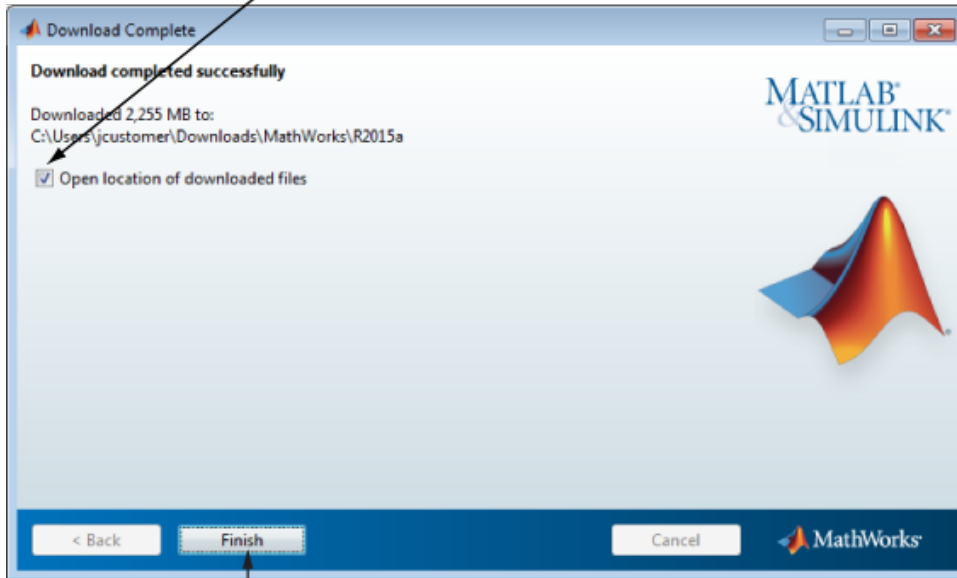 Download Complete
Download completed successfully
Downloaded 2,255 MB to:
C:\Users\jcustomer\Downloads\MathWorks\R2015a
Open location of downloaded files
MATLAB®
&SIMULINK®
®
< Back
Finish
Cancel
MathWorks®